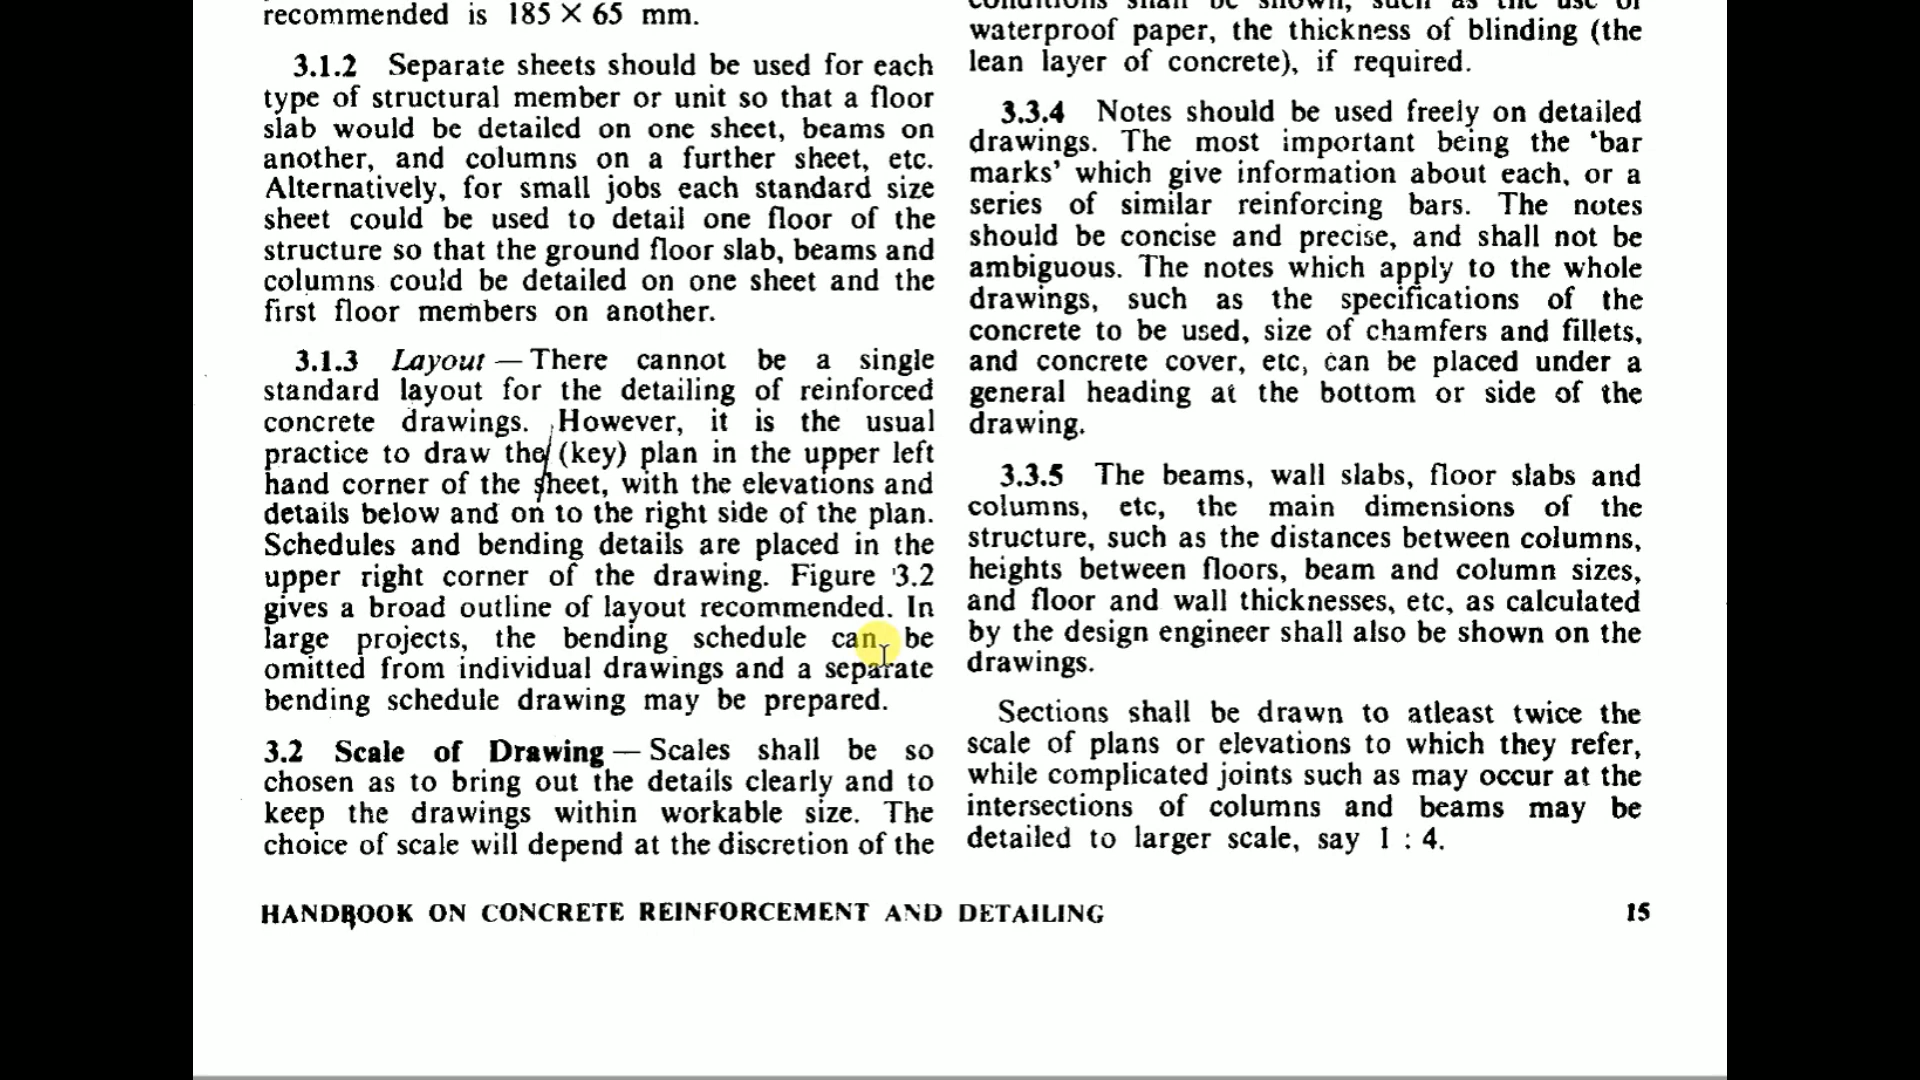 recommended is 185 × 65 mm.
3.1.2 Separate sheets should be used for each
type of structural member or unit so that a floor
slab would be detailed on one sheet, beams on
another, and columns on a further sheet, etc.
Alternatively, for small jobs each standard size
sheet could be used to detail one floor of the
structure so that the ground floor slab, beams and
columns could be detailed on one sheet and the
first floor members on another.
3.1.3 Layout — There cannot be a single
standard layout for the detailing of reinforced
concrete drawings. However, it is the usual
practice to draw the (key) plan in the upper left
hand corner of the sheet, with the elevations and
details below and on to the right side of the plan.
Schedules and bending details are placed in the
upper right corner of the drawing. Figure 3.2
gives a broad outline of layout recommended. In
large projects, the bending schedule can be
omitted from individual drawings and a separate
bending schedule drawing may be prepared.
3.2 Scale of Drawing — Scales shall be so
chosen as to bring out the details clearly and to
keep the drawings within workable size. The
choice of scale will depend at the discretion of the
conditions shall be shown, such as the use of
waterproof paper, the thickness of blinding (the
lean layer of concrete), if required.
3.3.4 Notes should be used freely on detailed
drawings. The most important being the ‘bar
marks’ which give information about each, or a
series of similar reinforcing bars. The notes
should be concise and precise, and shall not be
ambiguous. The notes which apply to the whole
drawings, such as the specifications of the
concrete to be used, size of chamfers and fillets,
and concrete cover, etc, can be placed under a
general heading at the bottom or side of the
drawing.
3.3.5 The beams, wall slabs, floor slabs and
columns, etc, the main dimensions of the
structure, such as the distances between columns,
heights between floors, beam and column sizes,
and floor and wall thicknesses, etc, as calculated
by the design engineer shall also be shown on the
drawings.
Sections shall be drawn to atleast twice the
scale of plans or elevations to which they refer,
while complicated joints such as may occur at the
intersections of columns and beams may be
detailed to larger scale, say 1 : 4.
HANDBOOK ON CONCRETE REINFORCEMENT AND DETAILING 15